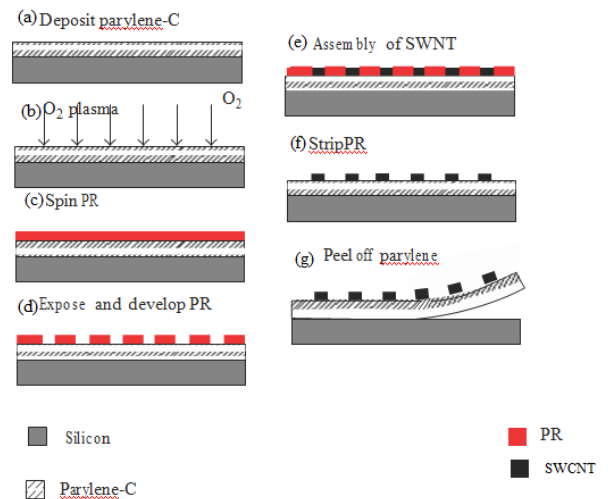 (a) Deposit parylene-C
(b) O2 plasma
O2
(c) Spin PR
(d) Expose and develop PR
(e) Assembly of SWNT
(f) StripPR
(g) Peel off parylene
Silicon
Parylene-C
PR
SWCNT